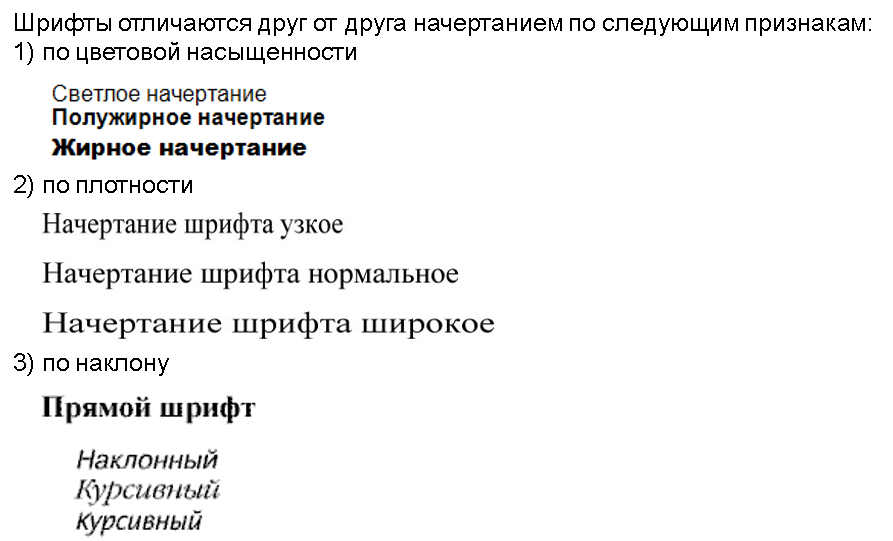 Шрифты отличаются друг от друга начертанием по следующим признакам:
1) по цветовой насыщенности
Светлое начертание
Полужирное начертание
Жирное начертание
2) по плотности
Начертание шрифта узкое
Начертание шрифта нормальное
Начертание шрифта широкое
3) по наклону
Прямой шрифт
Наклонный
Курсивный
Курсивный